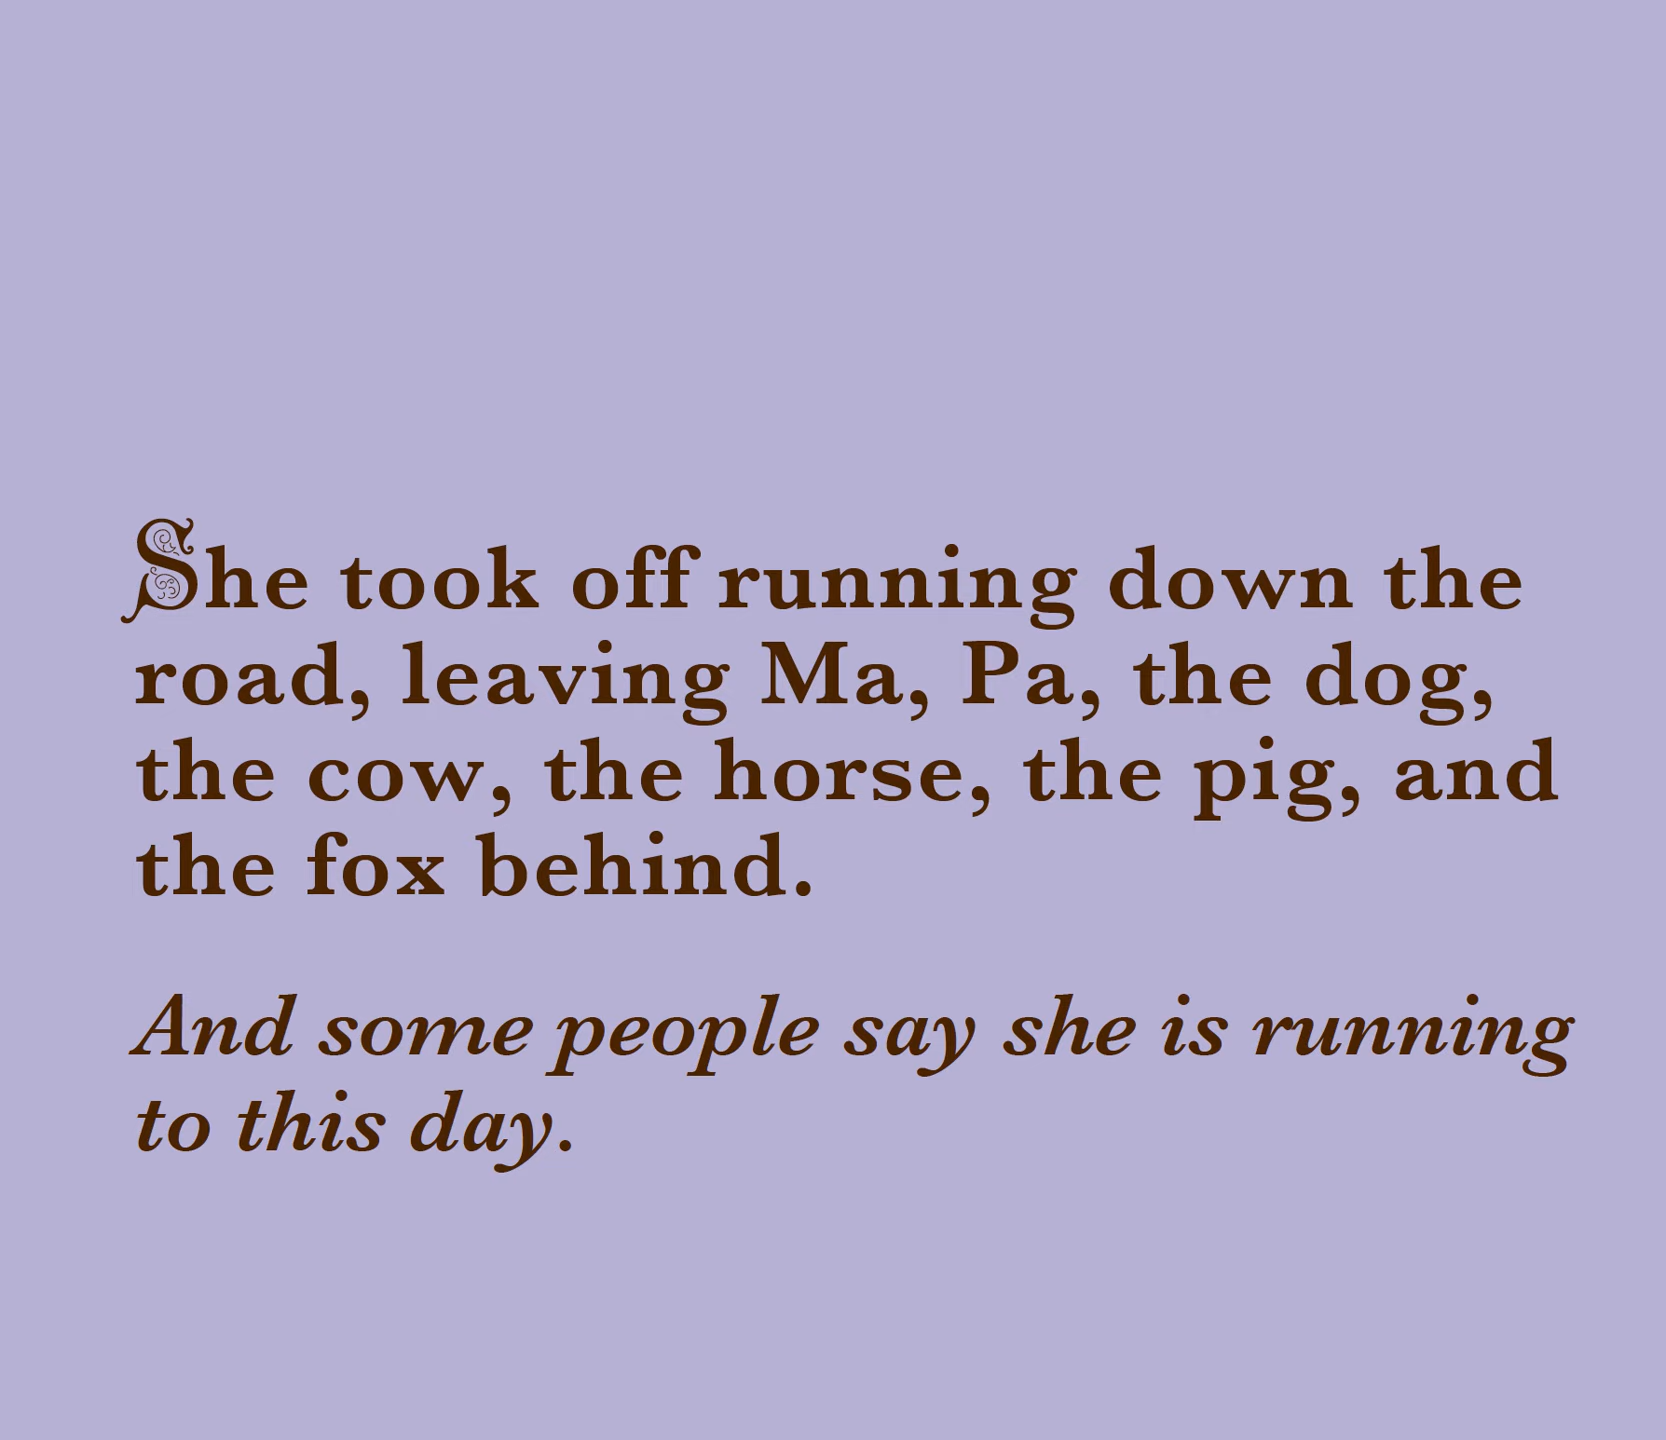 She took off running down the
road, leaving Ma, Pa, the dog,
the cow, the horse, the pig, and
the fox behind.
And some people say she is running
to this day.